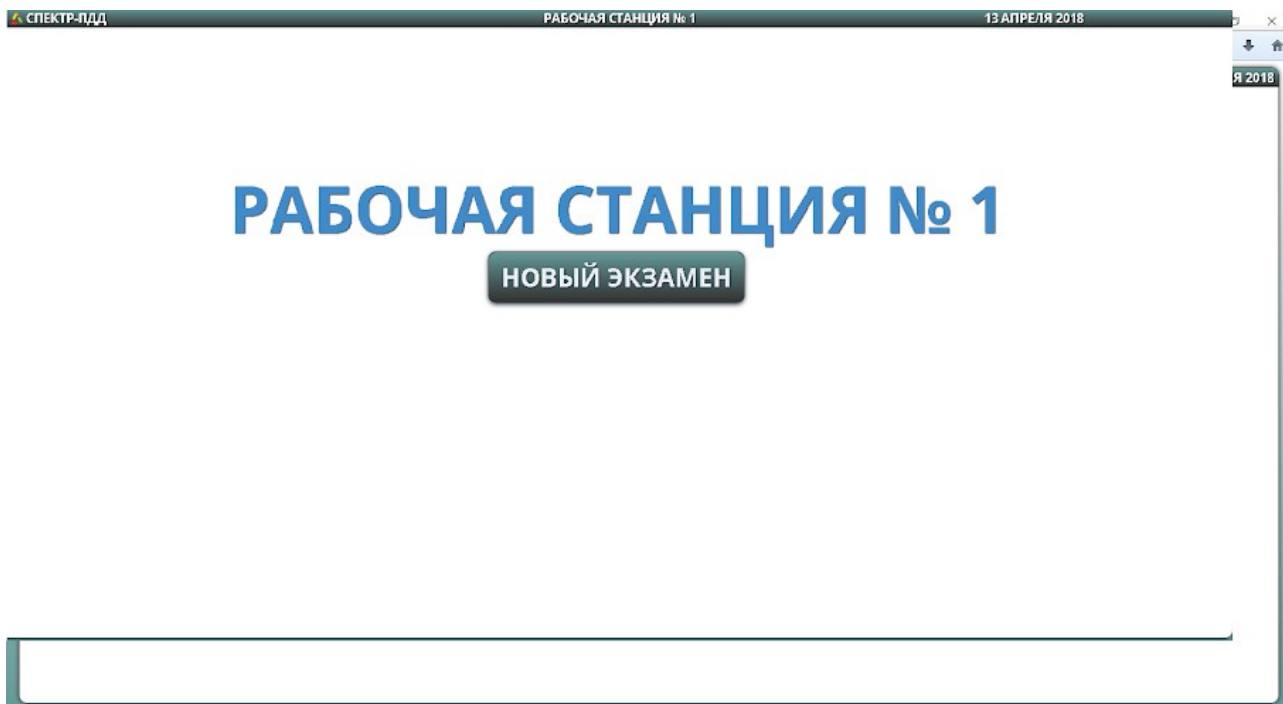 СПЕКТР-ПДД РАБОЧАЯ СТАНЦИЯ № 1 13 АПРЕЛЯ 2018
Я 2018
РАБОЧАЯ СТАНЦИЯ № 1
НОВЫЙ ЭКЗАМЕН